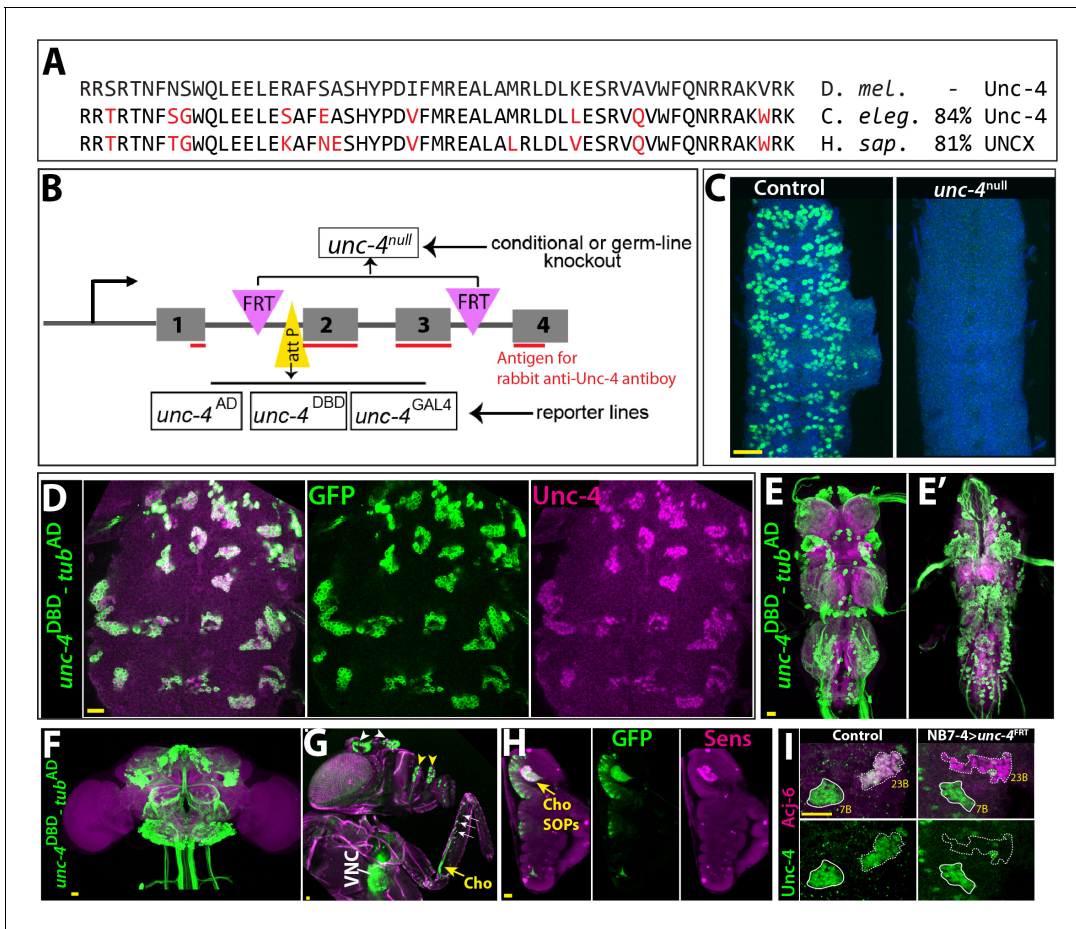 A
RRSRTNFNSWQLEELERAFSASHYPDIFMREALAMRLDLKESRVAVWFQNRRAKVRK D. mel. - Unc-4
RRTRTNFSGWQLEELESAFEASHYPDVFMREALAMRLDLLESRVQVWFQNRRAKWRK C. eleg. 84% Unc-4
RRTRTNFTGWQLEELEKAFNESHYPDVFMREALALRLDLVESRVQVWFQNRRAKWRK H. sap. 81% UNCX
B
unc-4null
conditional or germ-line
knockout
FRT
FRT
1
2
3
4
att P
Antigen for
rabbit anti-Unc-4 antiboy
unc-4AD
unc-4DBD
unc-4GAL4
reporter lines
C
Control
unc-4null
D
GFP
Unc-4
unc-4DBD- tubAD
E
E'
unc-4DBD- tubAD
F
unc-4DBD- tubAD
G
VNC
Cho
H
GFP
Sens
Cho
SOPs
I
Control
NB7-4>unc-4FRT
Acj-6
23B
7B
23B
7B
Unc-4